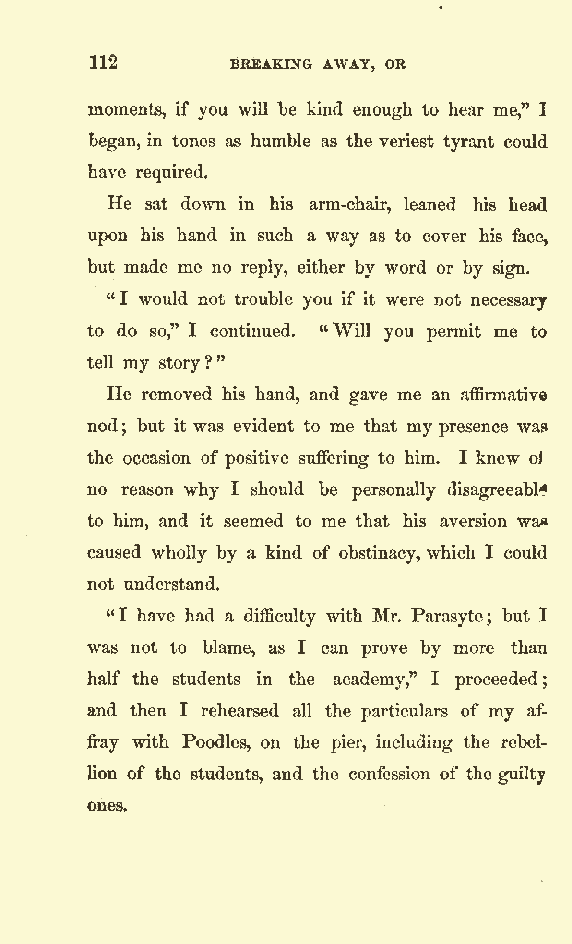 112 BREAKING AWAY, OR
moments, if you will be kind enough to hear me,” I
began, in tones as humble as the veriest tyrant could
have required.
He sat down in his arm-chair, leaned his head
upon his hand in such a way as to cover his face,
but made me no reply, either by word or by sign.
“I would not trouble you if it were not necessary
to do so,” I continued. “Will you permit me to
tell my story?”
He removed his hand, and gave me an affirmative
nod; but it was evident to me that my presence was
the occasion of positive suffering to him. I knew of
no reason why I should be personally disagreeable
to him, and it seemed to me that his aversion was
caused wholly by a kind of obstinacy, which I could
not understand.
“I have had a difficulty with Mr. Parasyte; but I
was not to blame, as I can prove by more than
half the students in the academy,” I proceeded;
and then I rehearsed all the particulars of my af-
fray with Poodles, on the pier, including the rebel-
lion of the students, and the confession of the guilty
ones.